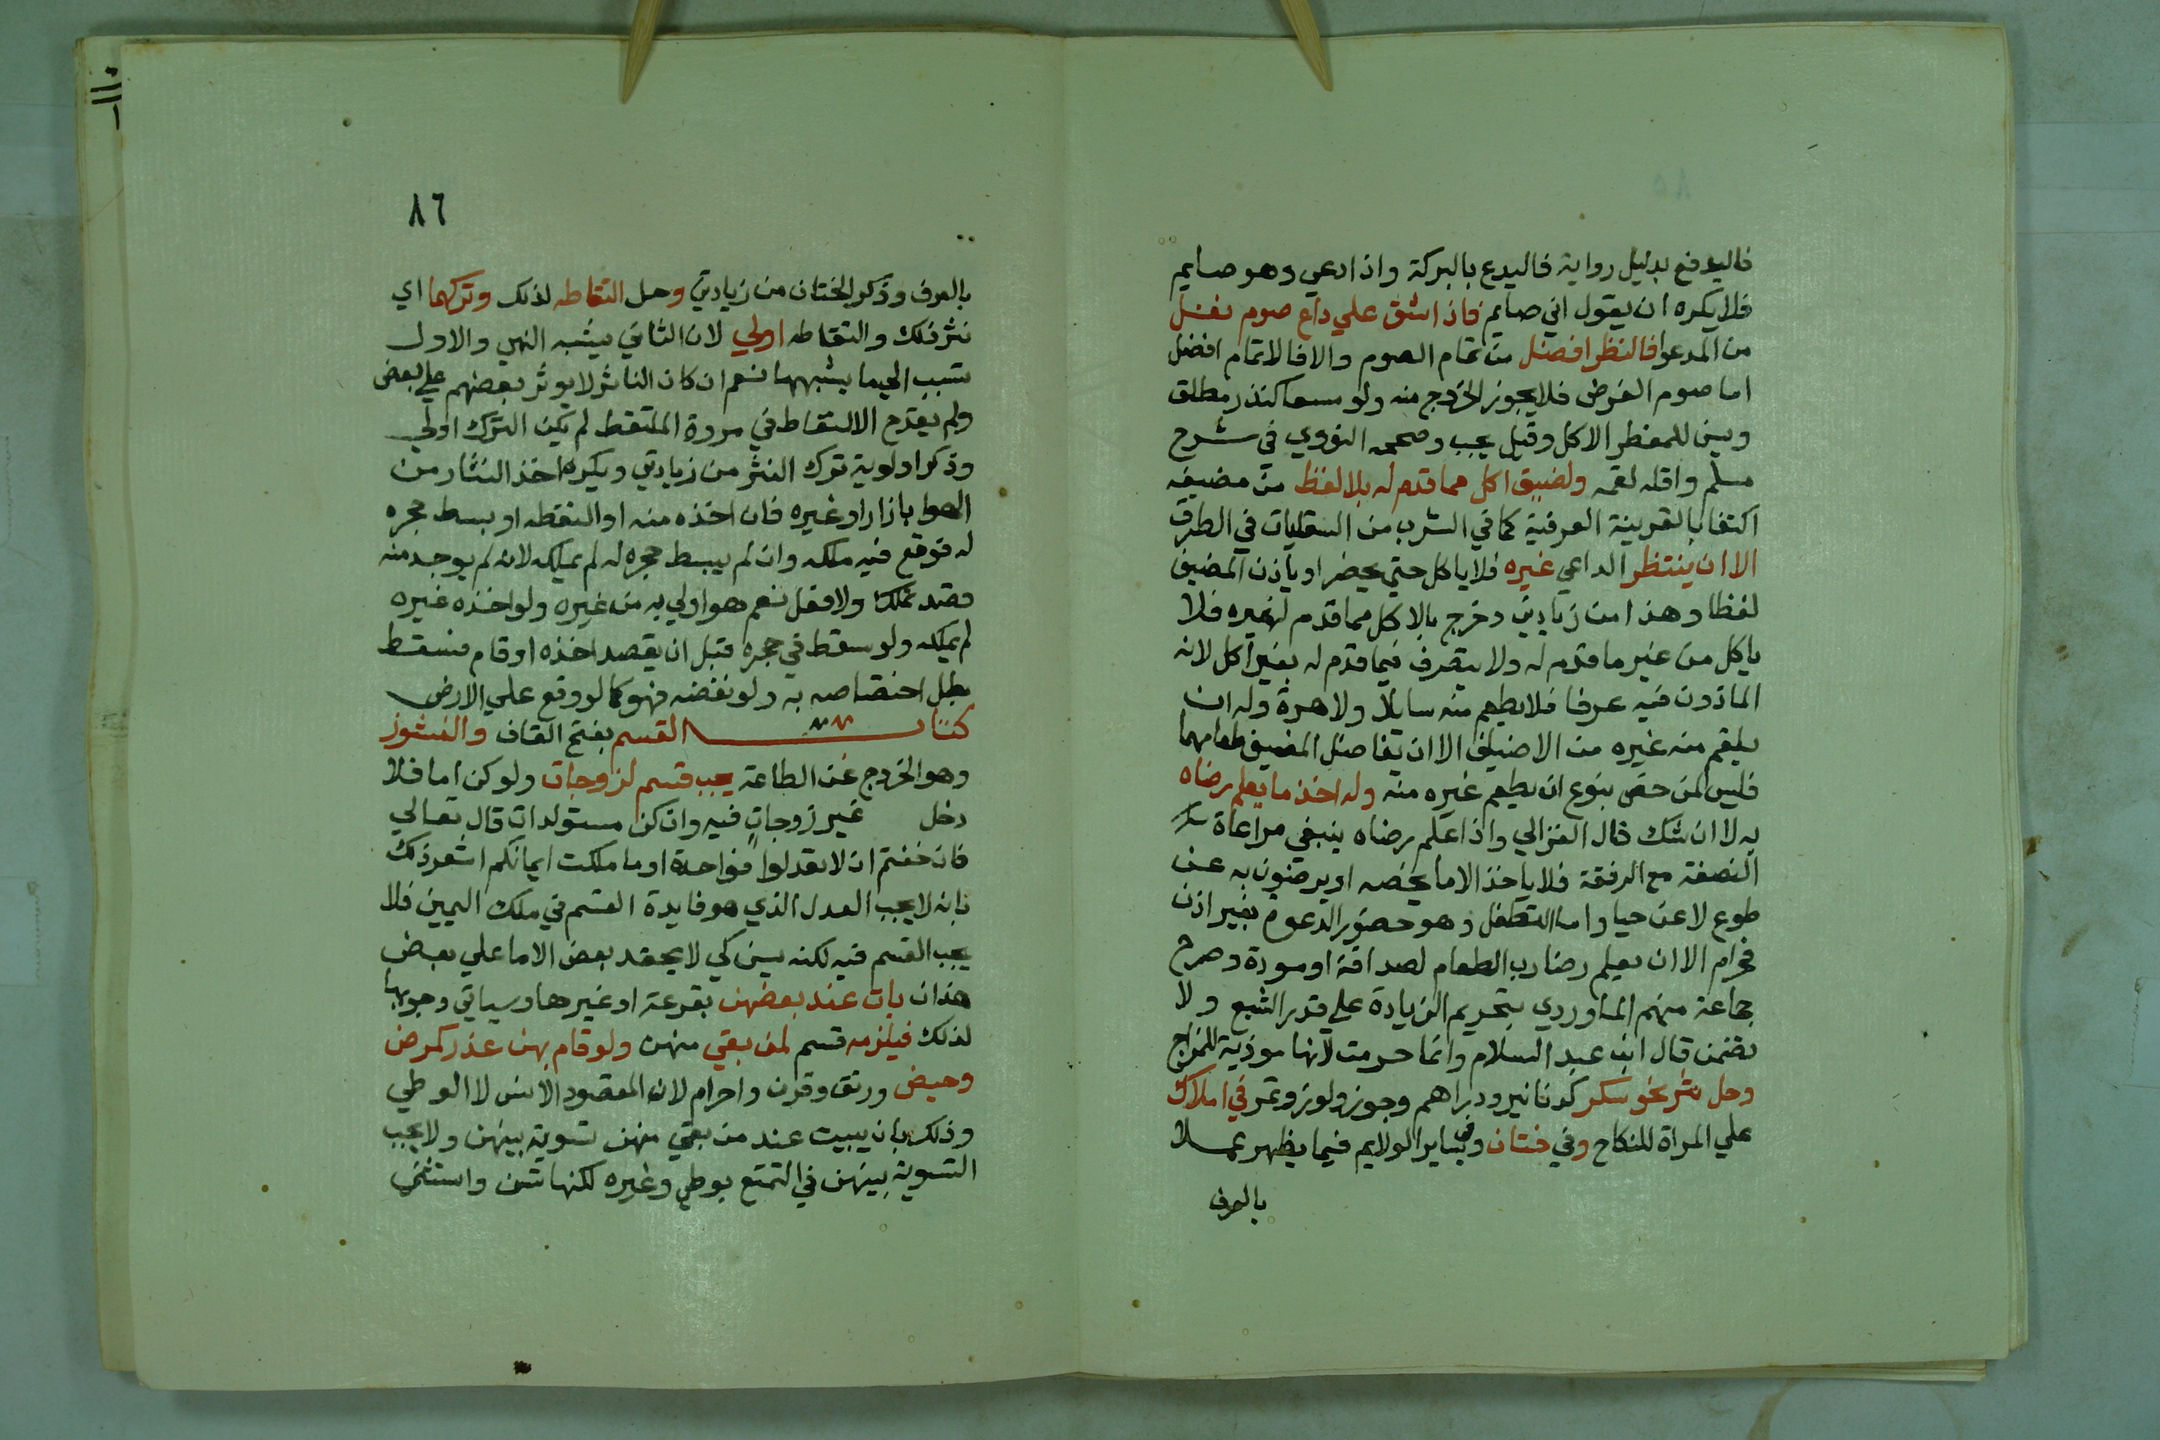 فاليدفع بدليل رواية فاليدع بالبركة واذا دعي وهو صايم
فلا يكره ان يقول اني صايم فاذا شق علي داع صوم نفل
من المدعو فالفطر افضل من تمام الصوم والا فالاتمام افضل
اما صوم الفرض فلا يجوز الخروج منه ولو موسعا كنذر مطلق
ويسن للمفطر الاكل وقيل يجب وصححه النووي في شرح
مسلم واقله لقمه ولضيق اكل مما قدم له بلا لفظ من مضيفه
اكتفا بالقرينة العرفية كما في الشرب من السقايات في الطرق
الا ان ينتظر الداعي غيره فلا ياكل حتي يحضر او ياذن المضيف
لفظا وهذا من زيادتي وخرج بالاكل مما قدم له غيره فلا
ياكل من غير ما قدم له ولا يتصرف فيما قدم له بغير اكل لانه
الماذون فيه عرفا فلا يطعم منه سايلا ولا هرة وله ان
يلقم منه غيره من الاضياف الا ان يفاضل المضيف طعامهما
فليس لمن خص بنوع ان يطعم غيره منه وله اخذ ما يعلم رضاه
به لا ان شك قال الغزالي واذا علم رضاه ينبغي مراعاة
النصفة مع الرفقة فلا ياخذ الا ما يخصه او يرضون به عن
طوع لا عن حيا واما التطفل وهو حضور الدعوة بغير اذن
فحرام الا ان يعلم رضا رب الطعام لصداقة او مودة وصرح
جماعة منهم الماوردي بتحريم الزيادة علي قدر الشبع ولا
يضمن قال ابن عبد السلام وانما حرمت لانها موذية للمزاج
وحل نثر نحو سكر كدنانير ودراهم وجوز ولوز وتمر في املاك
علي المراة للنكاح وفي ختان وفي ساير الولايم فيما يظهر عملا
بالعرف
٨٦
بالعرف وذكر الختان من زيادتي وحل التقاطه لذلك وتركهما اي
نثر ذلك والتقاطه اولي لان الثاني يشبه النهبي والاول
تسبب الي ما يشبهها نعم ان كان الناثر لا يوثر بعضهم علي بعض
ولم يقدح الالتقاط في مروة الملتقط لم يكن الترك اولي
وذكر اولوية ترك النثر من زيادتي ويكره اخذ النثار من
الهوا بازار او غيره فان اخذه منه او التقطه او بسط حجره
له فوقع فيه ملكه وان لم يبسط حجره له لم يملكه لانه لم يوجد منه
قصد تملك ولا فعل نعم هو اولي به من غيره ولو اخذه غيره
لم يملكه ولو سقط في حجره قبل ان يقصد اخذه او قام فسقط
بطل اختصاصه به ولو نفضه فهو كما لو وقع علي الارض
كتاب القسم بفتح القاف والنشوز
وهو الخروج عن الطاعة يجب قسم لزوجات ولو كن اما فلا
دخل غير زوجات فيه وان كن مستولدات قال تعالي
فان خفتم ان لا تعدلوا فواحدة او ما ملكت ايمانكم اشعر ذلك
بانه لا يجب العدل الذي هو فايدة القسم في ملك اليمين فلا
يجب القسم فيه لكنه يسن كي لا يحقد بعض الاما علي بعض
هذا ان بات عند بعضهن بقرعة او غيرها وسياتي وجوبها
لذلك فيلزمه قسم لمن بقي منهن ولو قام بهن عذر كمرض
وحيض ورتق وقرن واحرام لان المقصود الانس لا الوطي
وذلك بان يبيت عند من بقي منهن تسوية بينهن ولا يجب
التسوية بينهن في التمتع بوطي وغيره لكنها تسن واستثني